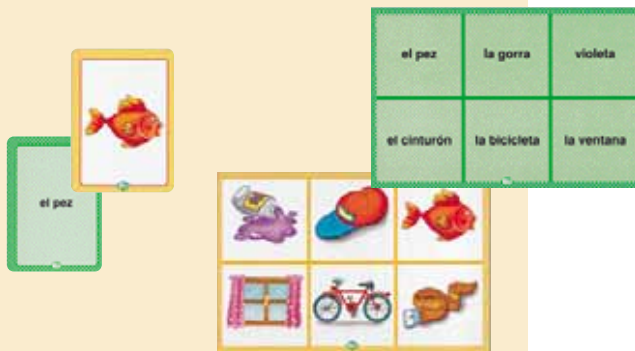 el pez
la gorra
violeta
el cinturón
la bicicleta
la ventana
el pez